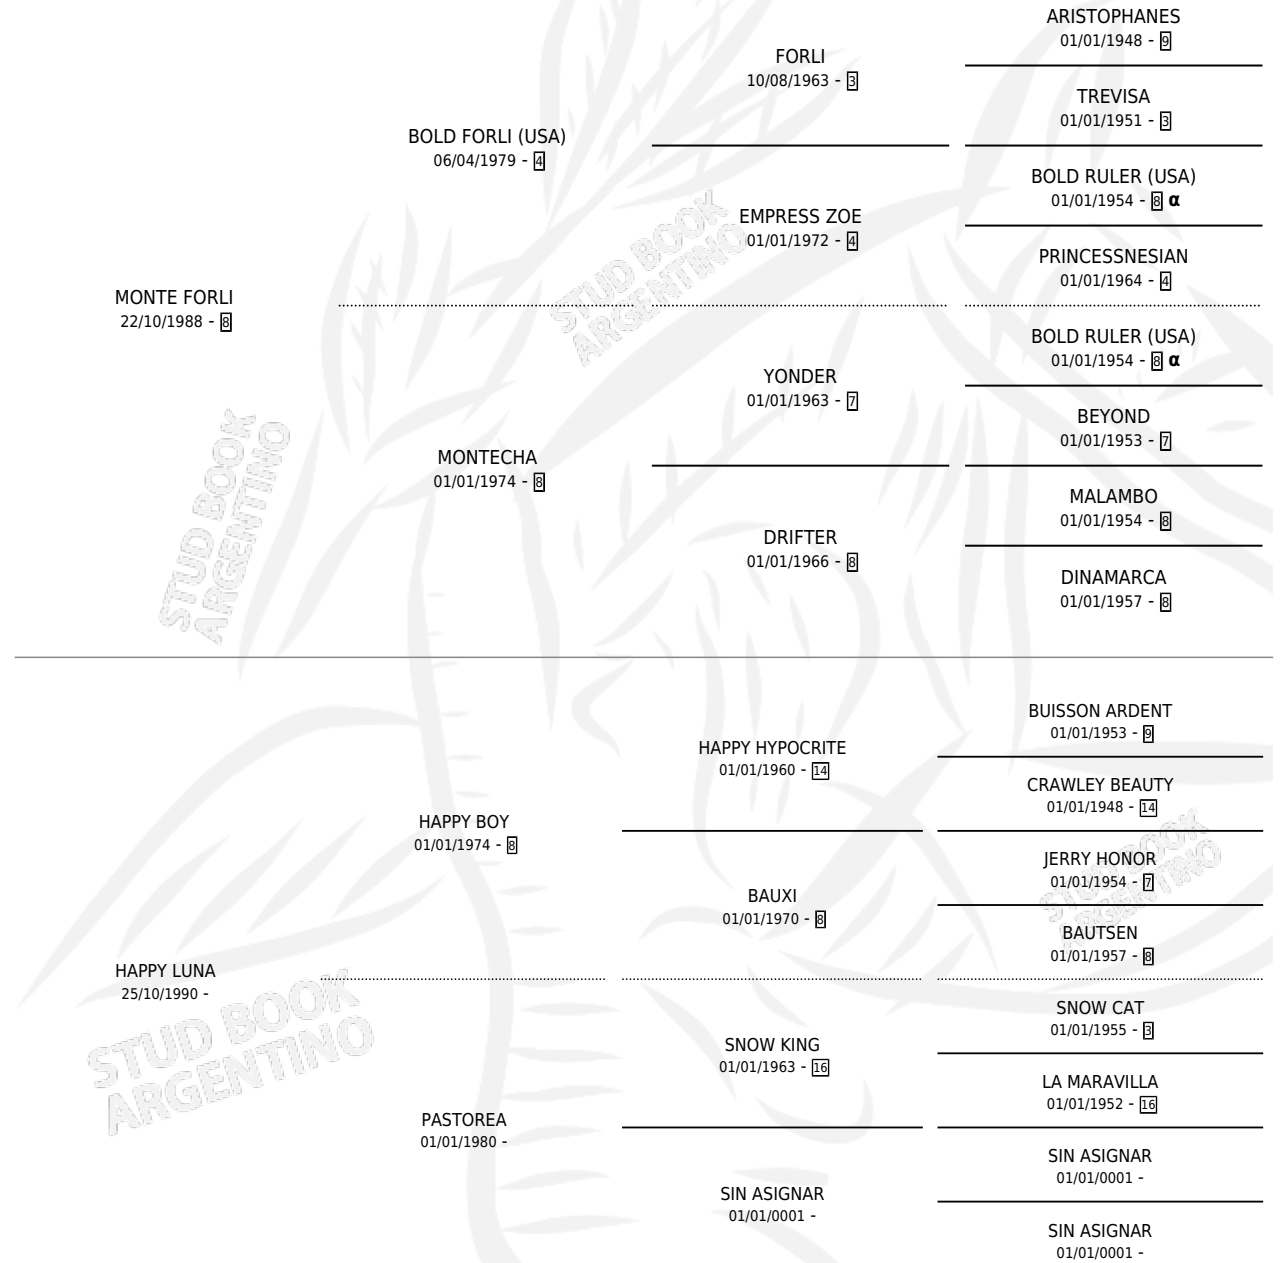 ARISTOPHANES
01/01/1948 - 9
FORLI
10/08/1963 - 3
TREVISA
01/01/1951 - 3
BOLD FORLI (USA)
06/04/1979 - 4
BOLD RULER (USA)
01/01/1954 - 8 α
EMPRESS ZOE
01/01/1972 - 4
PRINCESSNESIAN
01/01/1964 - 4
MONTE FORLI
22/10/1988 - 8
STUD BOOK
ARGENTINO
BOLD RULER (USA)
01/01/1954 - 8 α
YONDER
01/01/1963 - 7
BEYOND
01/01/1953 - 7
MONTECHA
01/01/1974 - 8
MALAMBO
01/01/1954 - 8
DRIFTER
01/01/1966 - 8
DINAMARCA
01/01/1957 - 8
STUD BOOK
ARGENTINO
BUISSON ARDENT
01/01/1953 - 9
HAPPY HYPOCRITE
01/01/1960 - 14
CRAWLEY BEAUTY
01/01/1948 - 14
HAPPY BOY
01/01/1974 - 8
JERRY HONOR
01/01/1954 - 7
STUD BOOK
ARGENTINO
BAUXI
01/01/1970 - 8
BAUTSEN
01/01/1957 - 8
HAPPY LUNA
25/10/1990 -
STUD BOOK
ARGENTINO
SNOW CAT
01/01/1955 - 3
SNOW KING
01/01/1963 - 16
LA MARAVILLA
01/01/1952 - 16
PASTOREA
01/01/1980 -
SIN ASIGNAR
01/01/0001 -
SIN ASIGNAR
01/01/0001 -
SIN ASIGNAR
01/01/0001 -